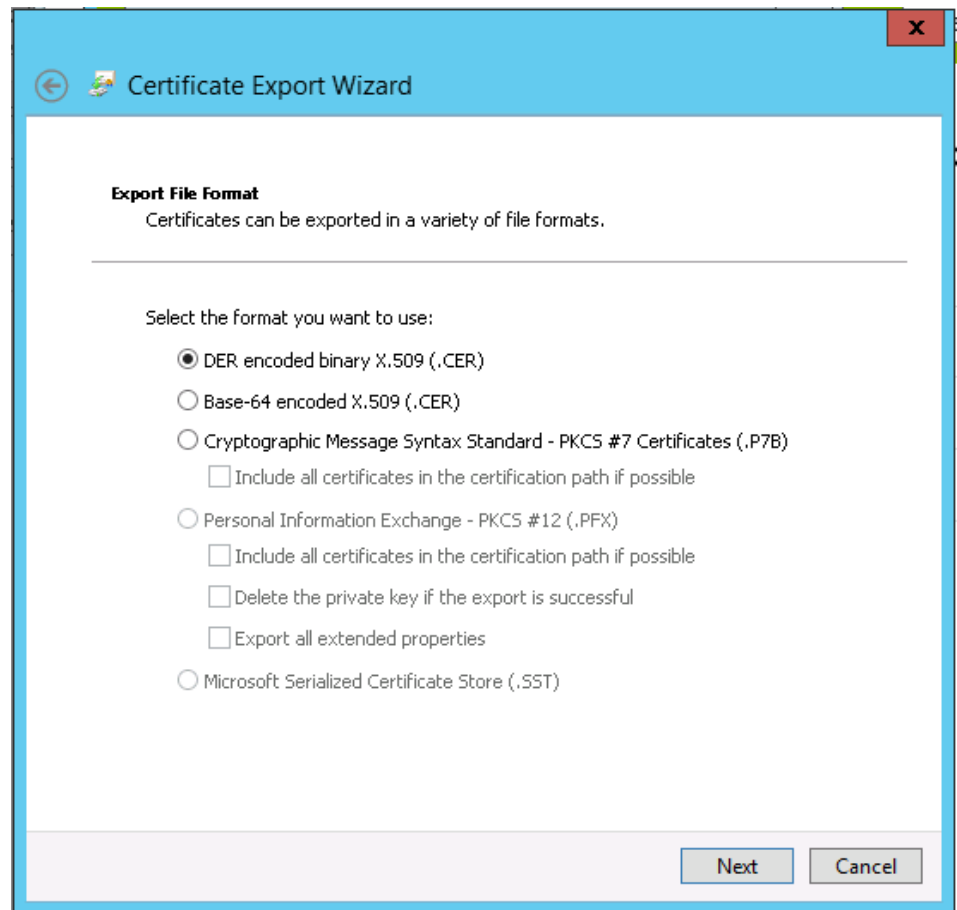 x
Certificate Export Wizard
Export File Format
Certificates can be exported in a variety of file formats.
Select the format you want to use:
DER encoded binary X.509 (.CER)
Base-64 encoded X.509 (.CER)
Cryptographic Message Syntax Standard - PKCS #7 Certificates (.P7B)
Include all certificates in the certification path if possible
Personal Information Exchange - PKCS #12 (.PFX)
Include all certificates in the certification path if possible
Delete the private key if the export is successful
Export all extended properties
Microsoft Serialized Certificate Store (.SST)
Next Cancel